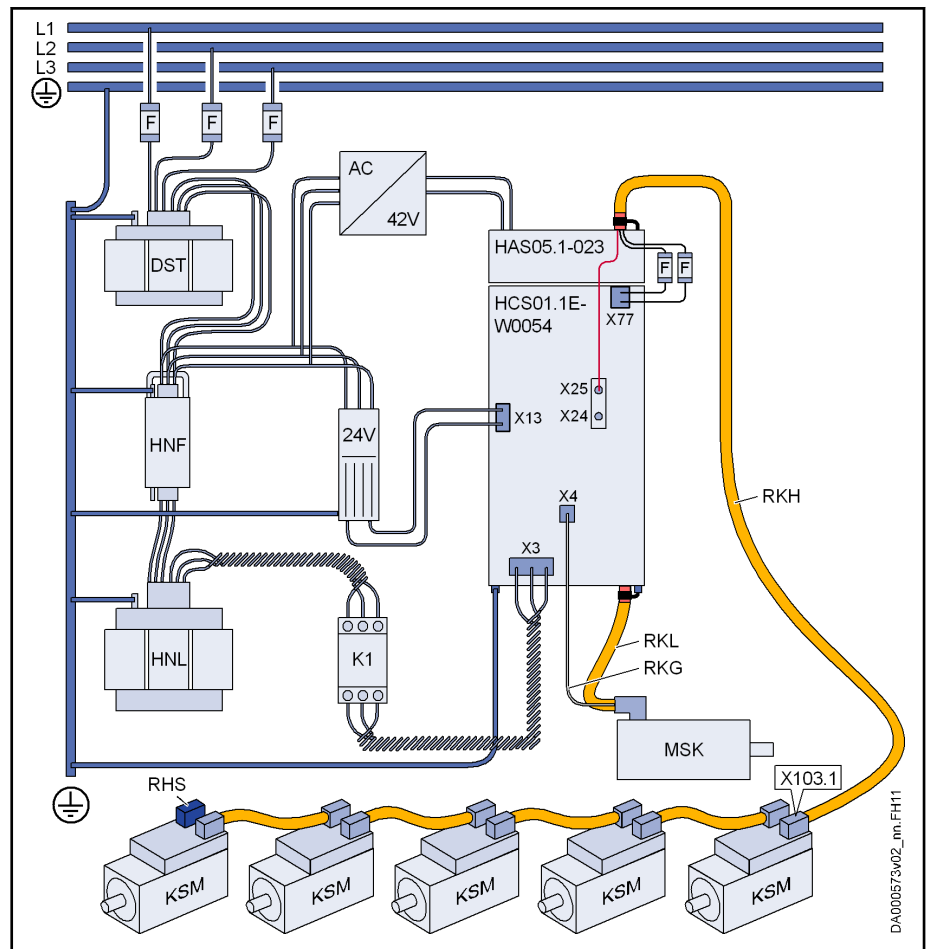 L1
L2
L3
F
F
F
AC
42V
HAS05.1-023
DST
F
F
HCS01.1E-
W0054
X77
X25
X24
X13
24V
HNF
X4
RKH
X3
K1
HNL
RKL
RKG
MSK
X103.1
RHS
KSM
KSM
KSM
KSM
KSM
DA000573v02_nn.FH11